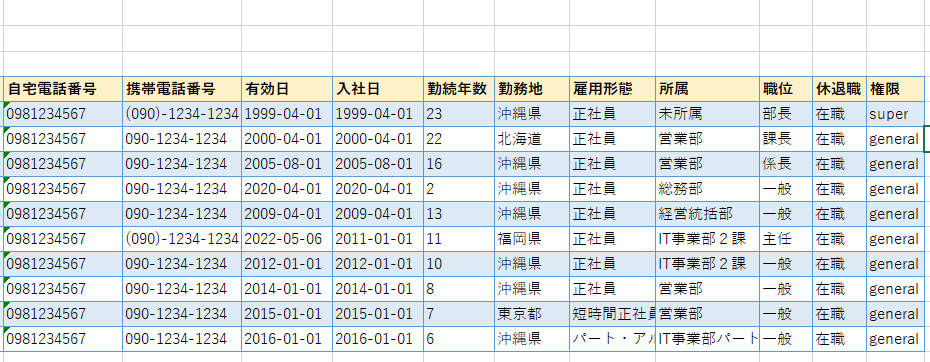 自宅電話番号 携帯電話番号 有効日 入社日 勤続年数 勤務地 雇用形態 所属 職位 休退職 権限
0981234567 (090)-1234-1234 1999-04-01 1999-04-01 23 沖縄県 正社員 未所属 部長 在職 super
0981234567 090-1234-1234 2000-04-01 2000-04-01 22 北海道 正社員 営業部 課長 在職 general
0981234567 090-1234-1234 2005-08-01 2005-08-01 16 沖縄県 正社員 営業部 係長 在職 general
0981234567 090-1234-1234 2020-04-01 2020-04-01 2 沖縄県 正社員 総務部 一般 在職 general
0981234567 090-1234-1234 2009-04-01 2009-04-01 13 沖縄県 正社員 経営統括部 一般 在職 general
0981234567 (090)-1234-1234 2022-05-06 2011-01-01 11 福岡県 正社員 IT事業部２課 主任 在職 general
0981234567 090-1234-1234 2012-01-01 2012-01-01 10 沖縄県 正社員 IT事業部２課 一般 在職 general
0981234567 090-1234-1234 2014-01-01 2014-01-01 8 沖縄県 正社員 営業部 一般 在職 general
0981234567 090-1234-1234 2015-01-01 2015-01-01 7 東京都 短時間正社員 営業部 一般 在職 general
0981234567 090-1234-1234 2016-01-01 2016-01-01 6 沖縄県 パート・アル IT事業部パート 一般 在職 general